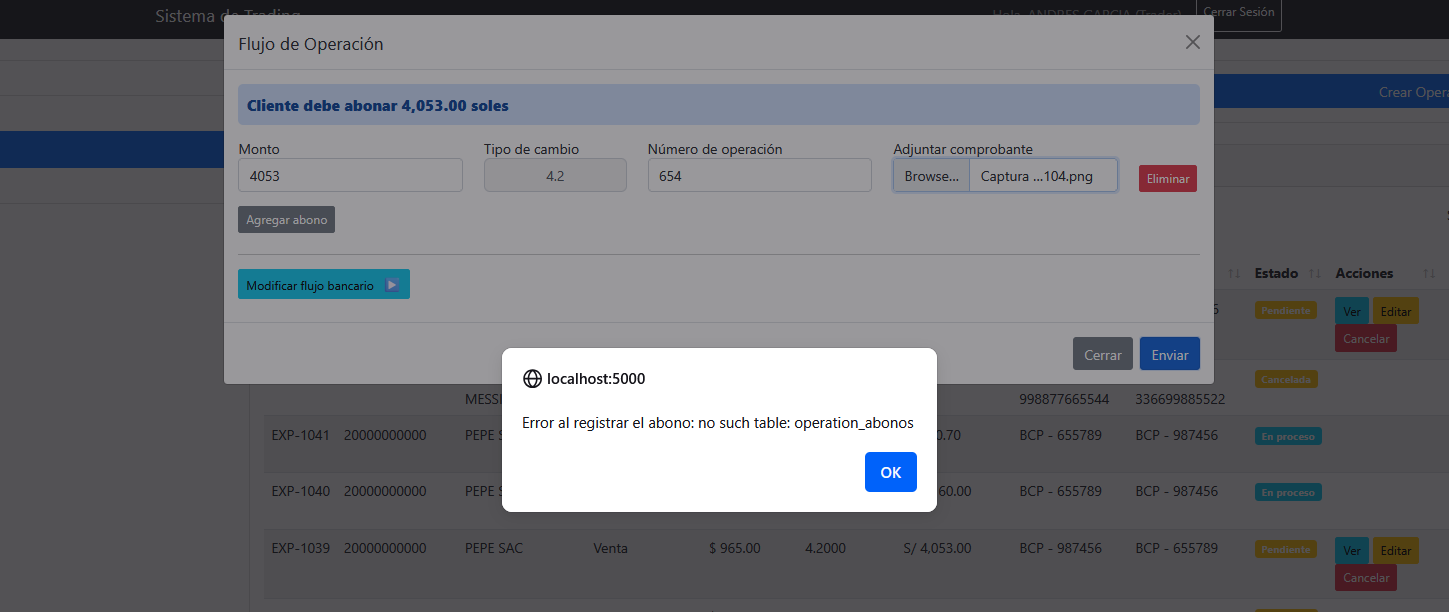 Sistema de Trading
Hola, ANDRES GARCIA (Trader)
Cerrar Sesión
Flujo de Operación
Crear Opera
Cliente debe abonar 4,053.00 soles
Monto
Tipo de cambio
Número de operación
Adjuntar comprobante
4053
4.2
654
Browse...
Captura ...104.png
Eliminar
Agregar abono
Modificar flujo bancario
Estado
Acciones
Pendiente
Ver
Editar
Cancelar
Cerrar
Enviar
Cancelada
998877665544
336699885522
EXP-1041
20000000000
BCP - 655789
BCP - 987456
En proceso
EXP-1040
20000000000
60.00
BCP - 655789
BCP - 987456
En proceso
localhost:5000
Error al registrar el abono: no such table: operation_abonos
OK
EXP-1039
20000000000
PEPE SAC
Venta
$ 965.00
4.2000
S/ 4,053.00
BCP - 987456
BCP - 655789
Pendiente
Ver
Editar
Cancelar